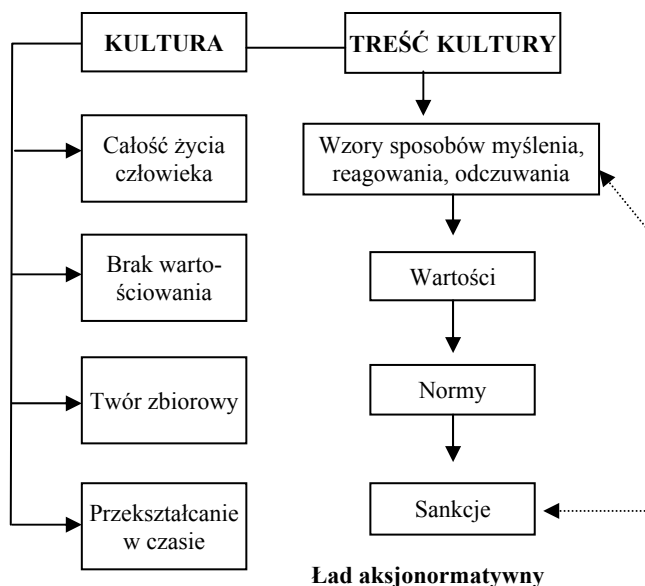 KULTURA
TREŚĆ KULTURY
Całość życia
człowieka
Wzory sposobów myślenia,
reagowania, odczuwania
Brak warto-
ściowania
Wartości
Twór zbiorowy
Normy
Przekształcanie
w czasie
Sankcje
Ład aksjonormatywny